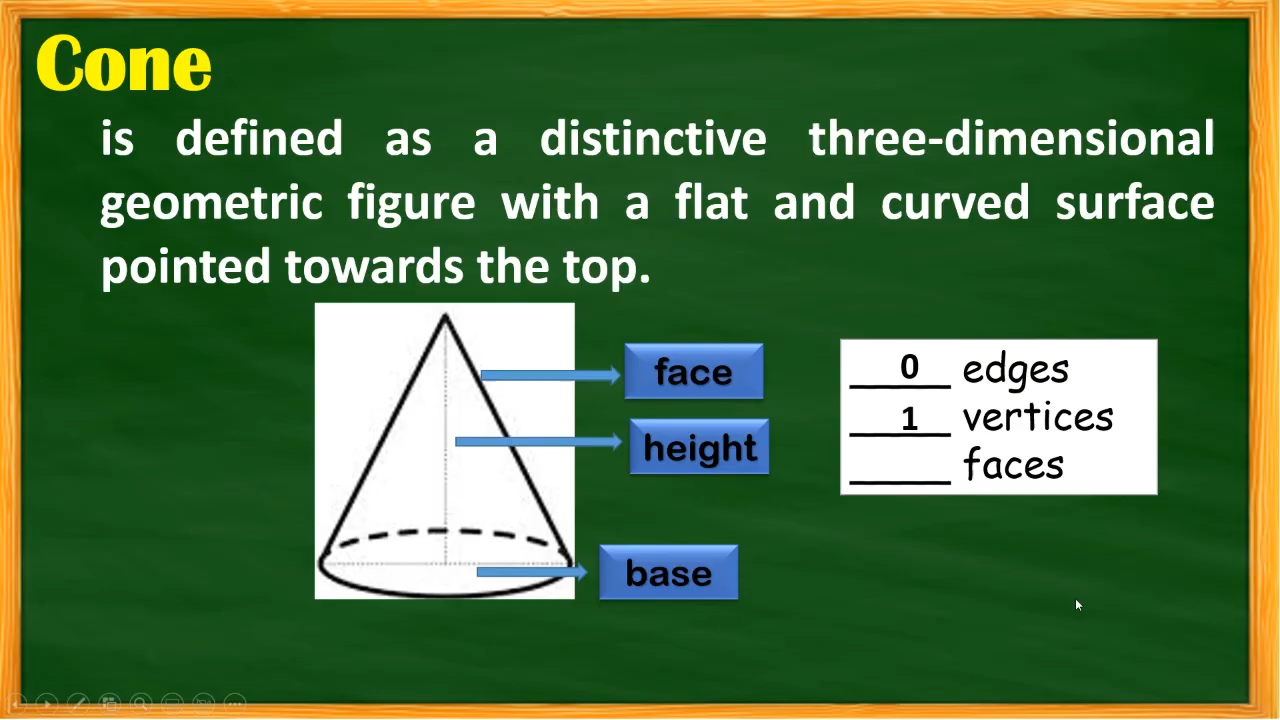 Cone
is defined as a distinctive three-dimensional
geometric figure with a flat and curved surface
pointed towards the top.
face
height
base
0 edges
1 vertices
faces